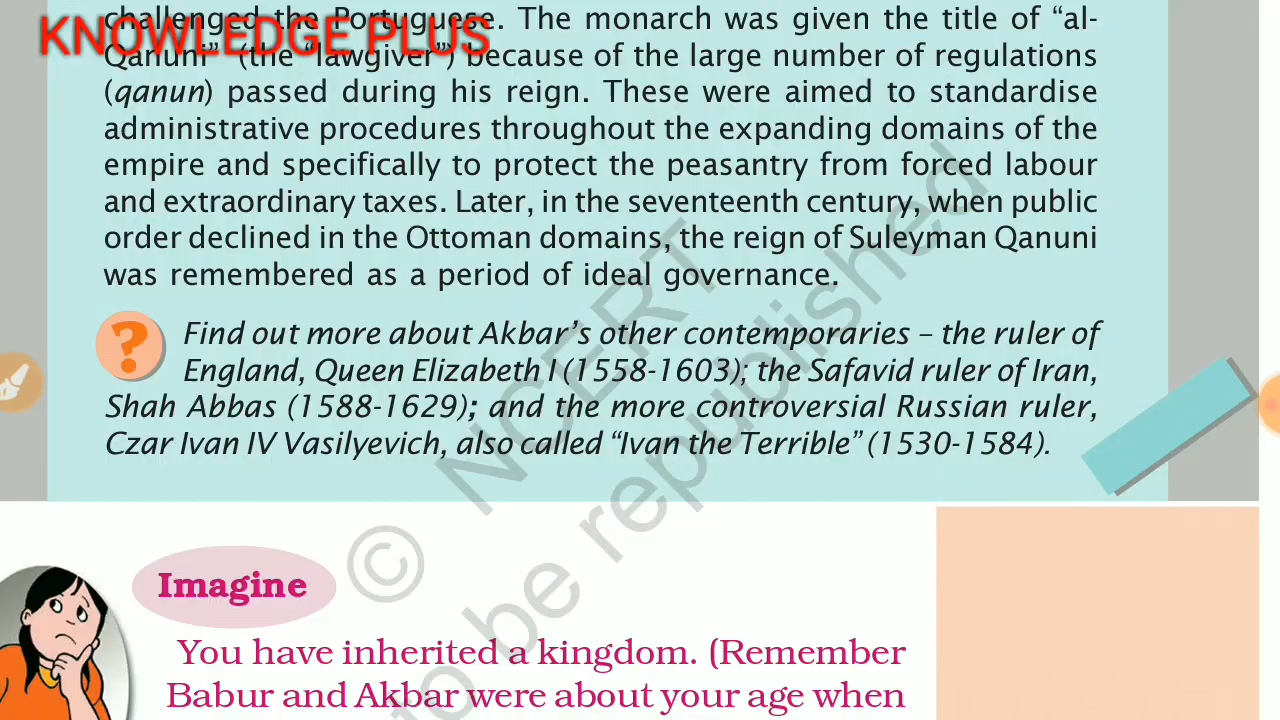 challenged the Portuguese. The monarch was given the title of “al-
KNOWLEDGE PLUS
Qanuni” (the “lawgiver”) because of the large number of regulations
(qanun) passed during his reign. These were aimed to standardise
administrative procedures throughout the expanding domains of the
empire and specifically to protect the peasantry from forced labour
and extraordinary taxes. Later, in the seventeenth century, when public
order declined in the Ottoman domains, the reign of Suleyman Qanuni
was remembered as a period of ideal governance.
?
Find out more about Akbar’s other contemporaries – the ruler of
England, Queen Elizabeth I (1558-1603); the Safavid ruler of Iran,
Shah Abbas (1588-1629); and the more controversial Russian ruler,
Czar Ivan IV Vasilyevich, also called “Ivan the Terrible” (1530-1584).
© NCERT
to be republished
Imagine
You have inherited a kingdom. (Remember
Babur and Akbar were about your age when